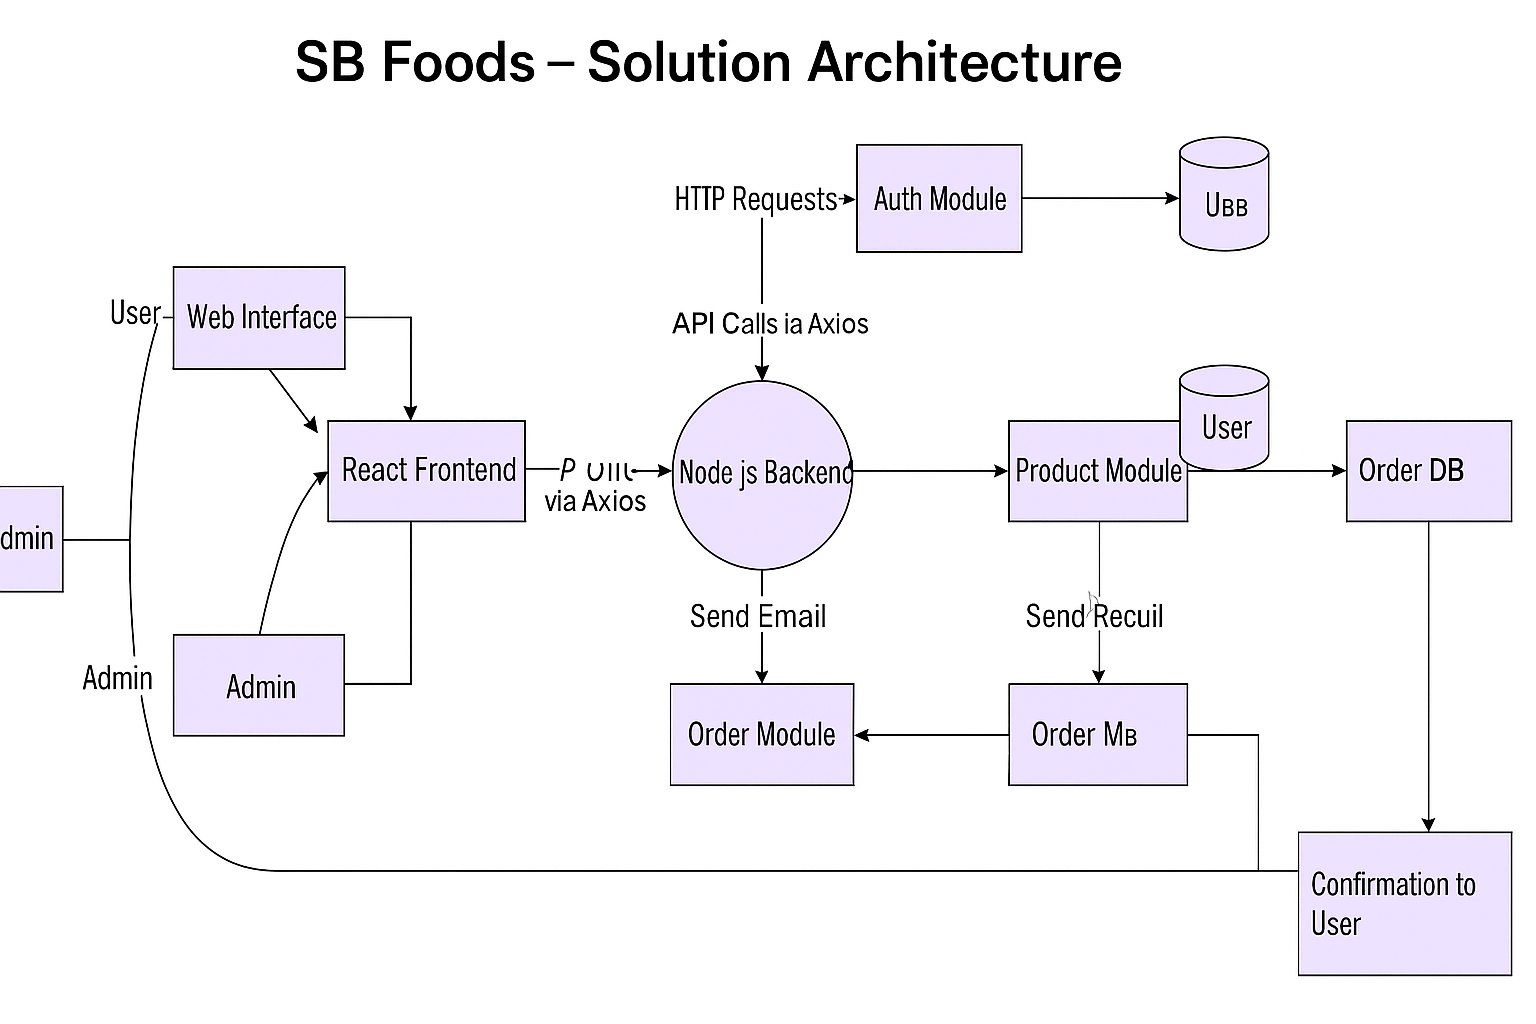 SB Foods – Solution Architecture
HTTP Requests
Auth Module
UBB
User
Web Interface
API Calls ia Axios
User
React Frontend
via Axios
Node js Backend
Product Module
Order DB
dmin
Send Email
Send Recuil
Admin
Admin
Order Module
Order MB
Confirmation to
User